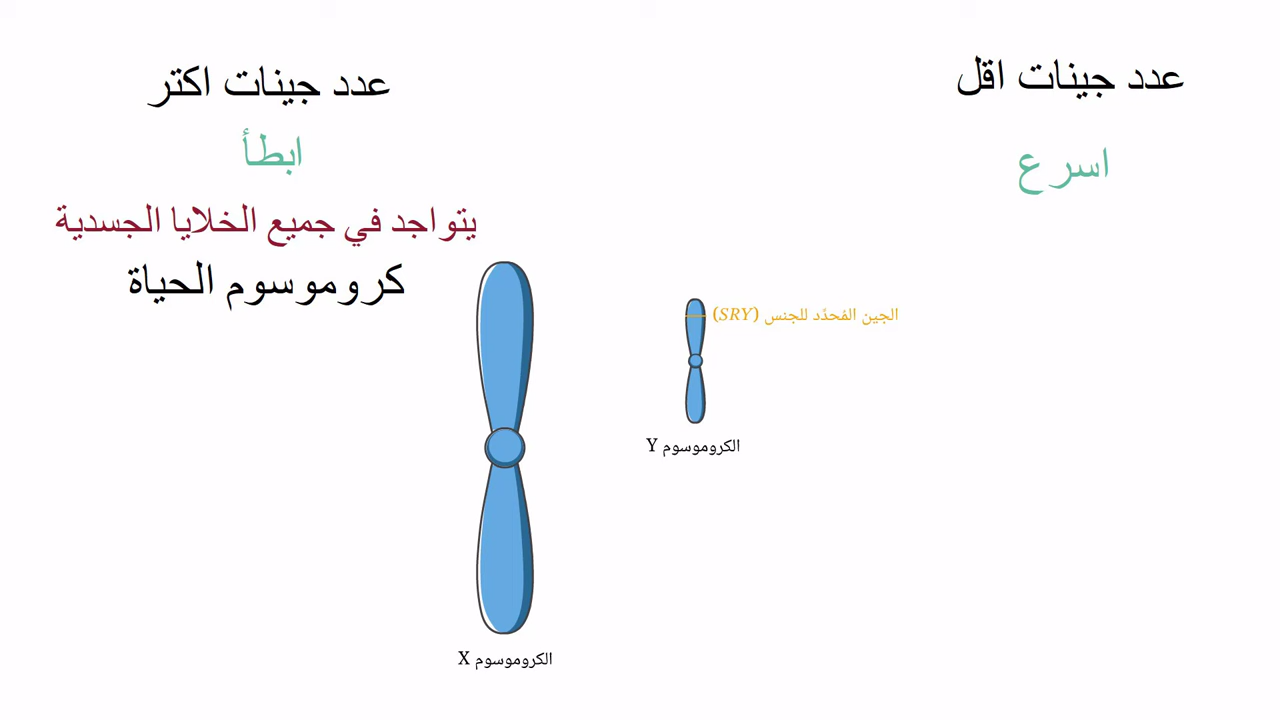 عدد جينات اقل
اسرع
عدد جينات اكتر
ابطأ
يتواجد في جميع الخلايا الجسدية
كروموسوم الحياة
الجين المُحدِّد للجنس (SRY)
الكروموسوم Y
الكروموسوم X